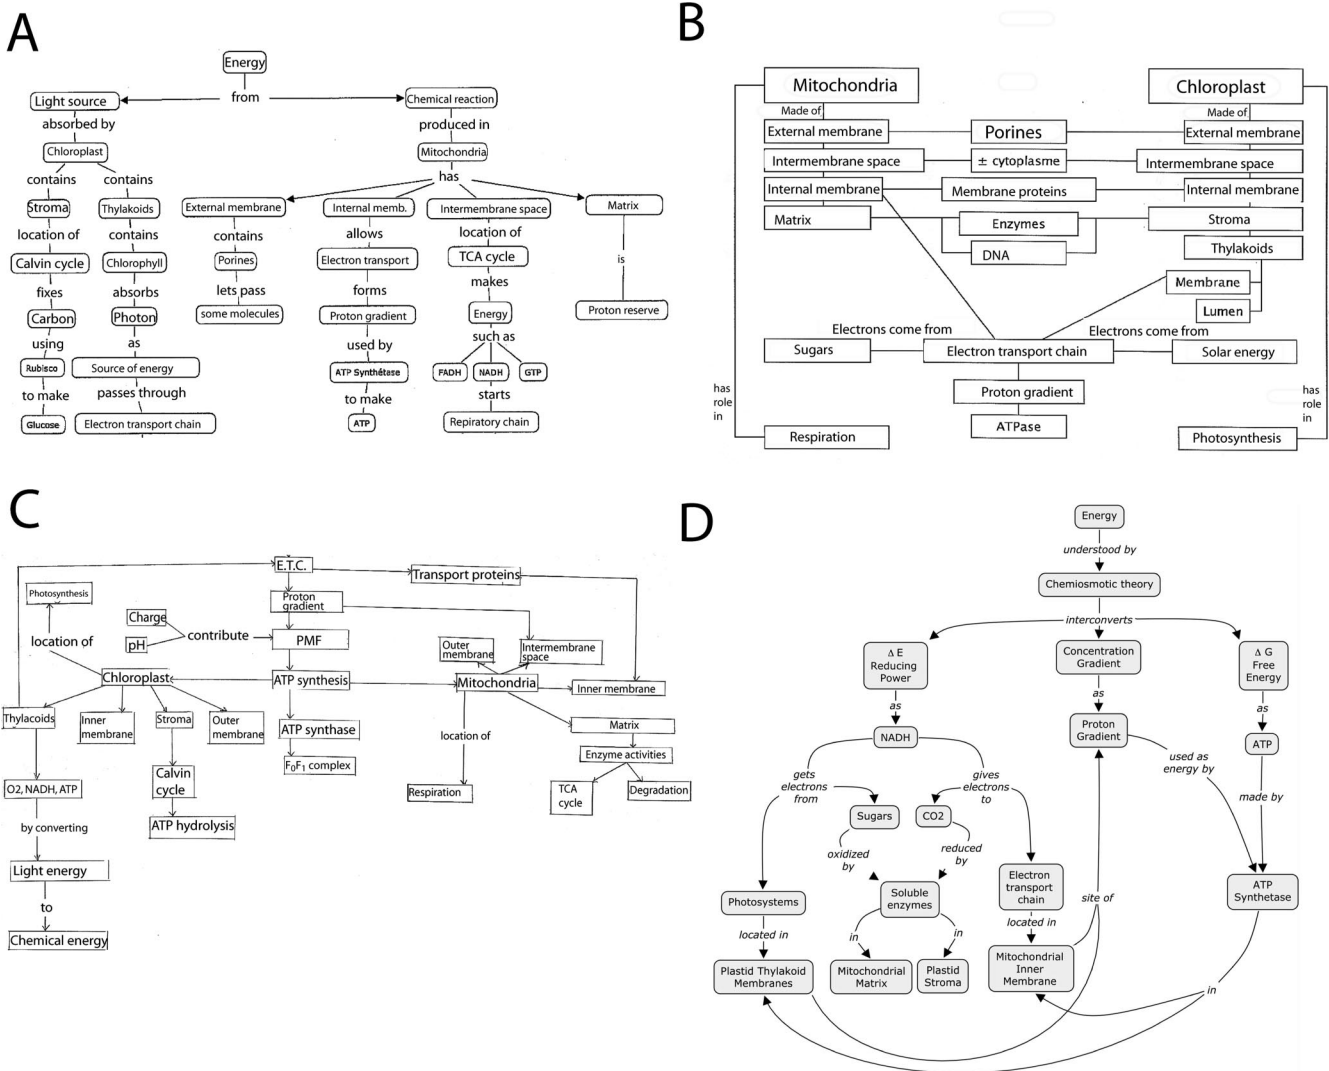 A
Energy
from
Light source
Chemical reaction
absorbed by
produced in
Chloroplast
Mitochondria
has
contains
contains
Stroma
Thylakoids
External membrane
Internal memb.
Intermembrane space
Matrix
location of
contains
contains
allows
location of
is
Calvin cycle
Chlorophyll
Porines
Electron transport
TCA cycle
fixes
absorbs
lets pass
forms
makes
Carbon
Photon
some molecules
Proton gradient
Energy
Proton reserve
using
as
used by
such as
Rubisco
Source of energy
ATP Synthétase
FADH
NADH
GTP
to make
passes through
to make
starts
Glucose
Electron transport chain
ATP
Repiratory chain
B
Mitochondria
Chloroplast
Made of
Made of
External membrane
Porines
External membrane
Intermembrane space
± cytoplasme
Intermembrane space
Internal membrane
Membrane proteins
Internal membrane
Matrix
Enzymes
Stroma
DNA
Thylakoids
Membrane
Lumen
Electrons come from
Electrons come from
Sugars
Electron transport chain
Solar energy
Proton gradient
has
role
in
has
role
in
ATPase
Respiration
Photosynthesis
C
E.T.C.
Transport proteins
Photosynthesis
Proton
gradient
Charge
pH
contribute
PMF
location of
Outer
membrane
Intermembrane
space
Chloroplast
ATP synthesis
Mitochondria
Inner membrane
Thylacoids
Inner
membrane
Stroma
Outer
membrane
ATP synthase
Matrix
location of
Enzyme activities
F0F1 complex
Calvin
cycle
O2, NADH, ATP
Respiration
TCA
cycle
Degradation
ATP hydrolysis
by converting
Light energy
to
Chemical energy
D
Energy
understood by
Chemiosmotic theory
interconverts
Δ E
Reducing
Power
Concentration
Gradient
Δ G
Free
Energy
as
as
as
NADH
Proton
Gradient
ATP
gets
electrons
from
gives
electrons
to
used as
energy by
made by
Sugars
CO2
oxidized
by
reduced
by
Photosystems
Soluble
enzymes
Electron
transport
chain
site of
ATP
Synthetase
located in
in
in
located in
Plastid Thylakoid
Membranes
Mitochondrial
Matrix
Plastid
Stroma
Mitochondrial
Inner
Membrane
in